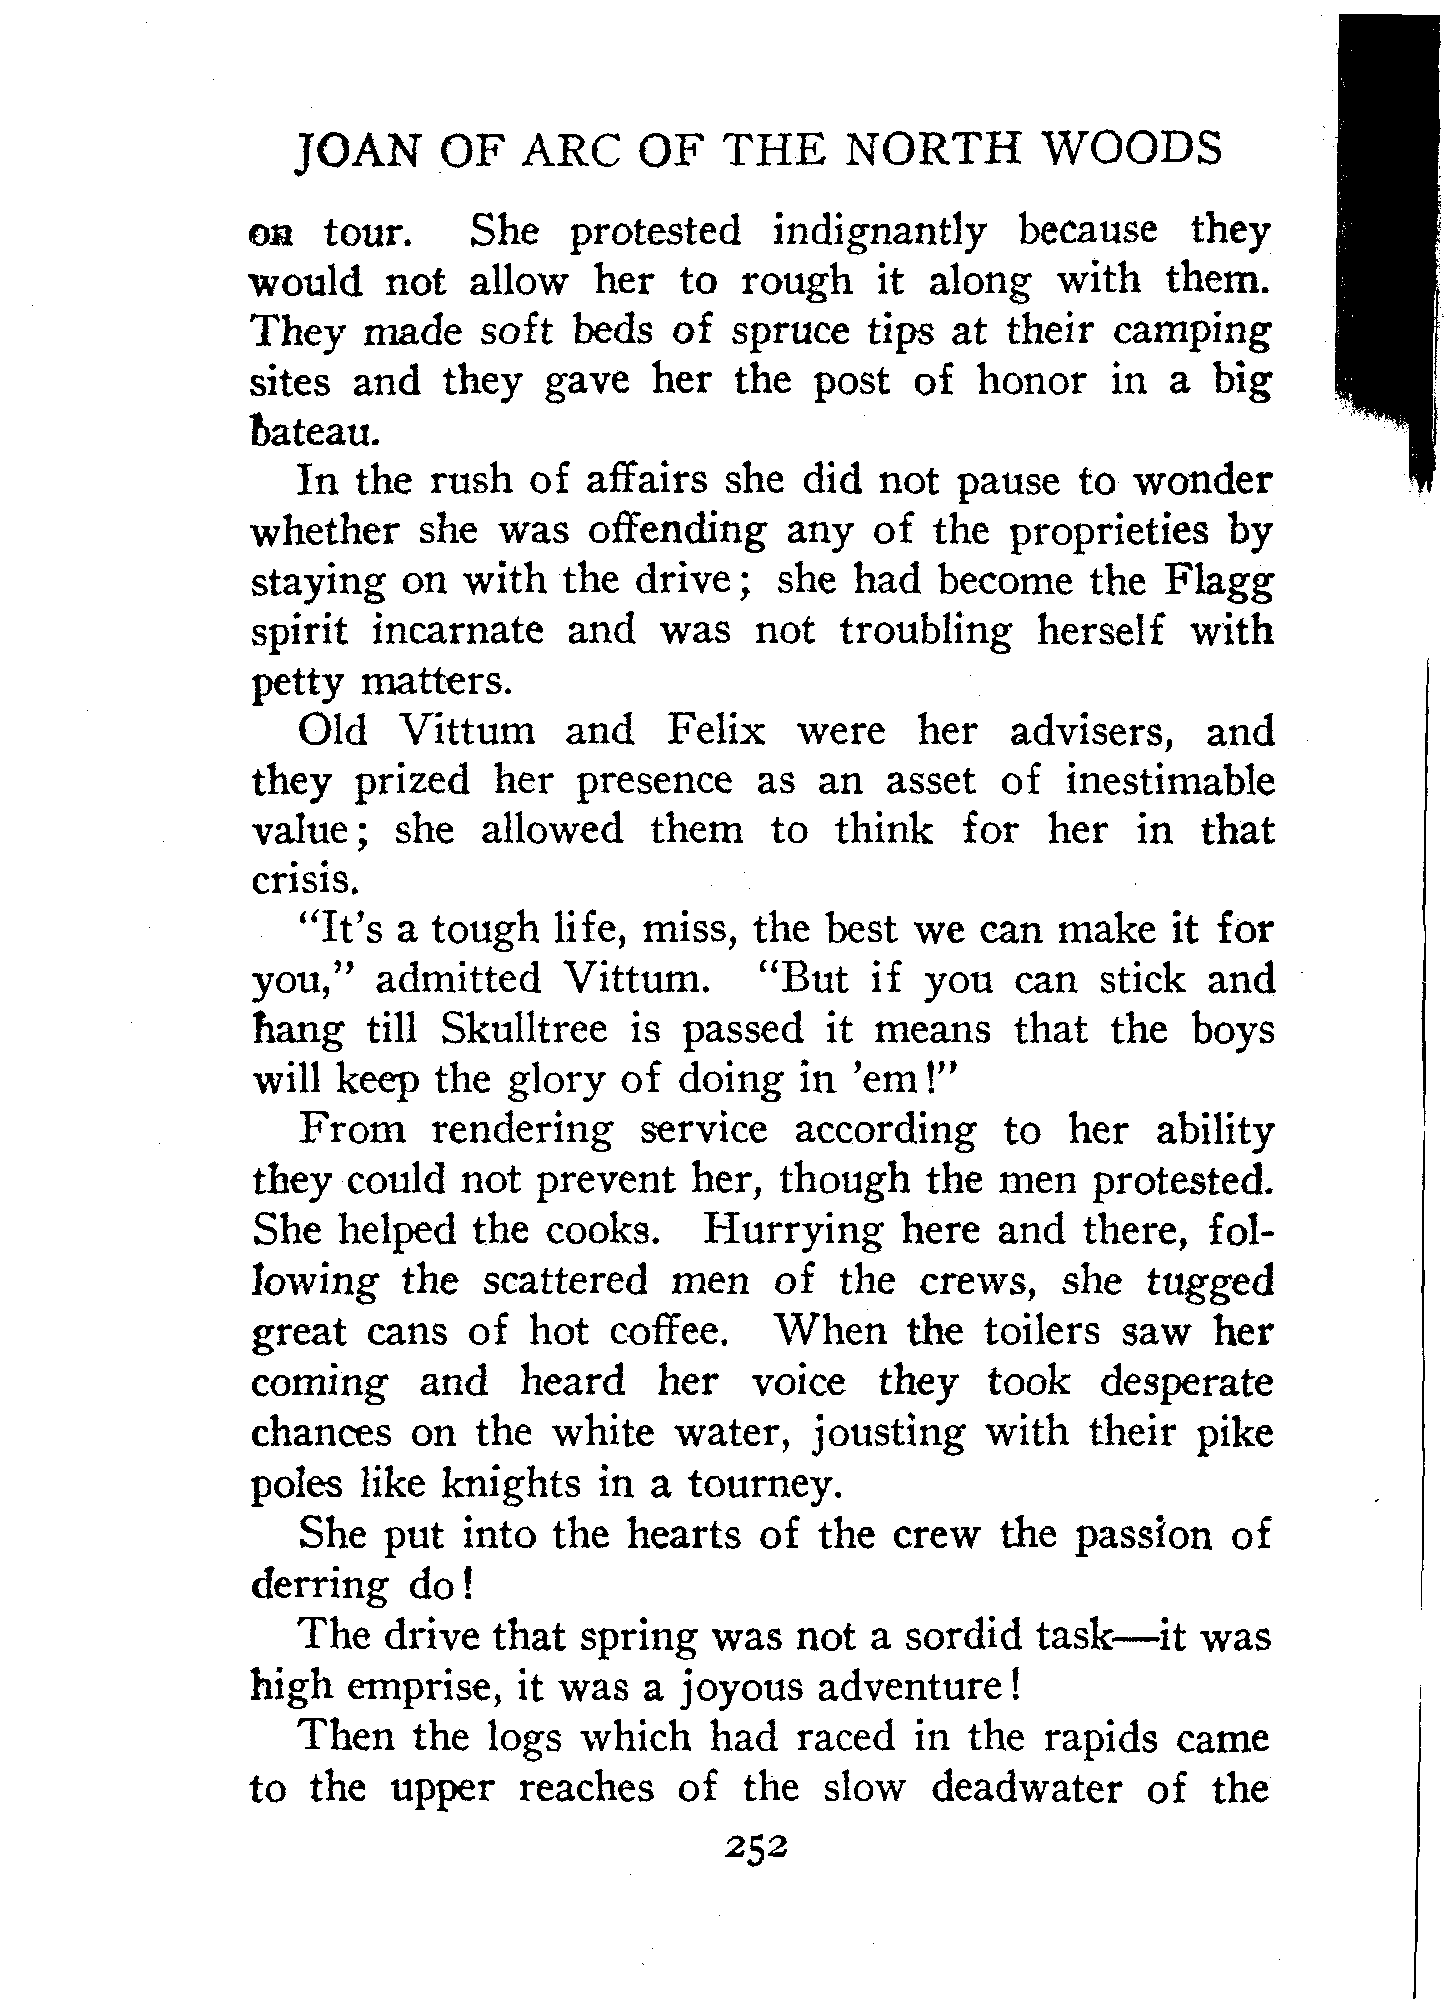 JOAN OF ARC OF THE NORTH WOODS
on tour. She protested indignantly because they
would not allow her to rough it along with them.
They made soft beds of spruce tips at their camping
sites and they gave her the post of honor in a big
bateau.
In the rush of affairs she did not pause to wonder
whether she was offending any of the proprieties by
staying on with the drive; she had become the Flagg
spirit incarnate and was not troubling herself with
petty matters.
Old Vittum and Felix were her advisers, and
they prized her presence as an asset of inestimable
value; she allowed them to think for her in that
crisis.
"It's a tough life, miss, the best we can make it for
you," admitted Vittum. "But if you can stick and
hang till Skulltree is passed it means that the boys
will keep the glory of doing in 'em!"
From rendering service according to her ability
they could not prevent her, though the men protested.
She helped the cooks. Hurrying here and there, fol-
lowing the scattered men of the crews, she tugged
great cans of hot coffee. When the toilers saw her
coming and heard her voice they took desperate
chances on the white water, jousting with their pike
poles like knights in a tourney.
She put into the hearts of the crew the passion of
derring do!
The drive that spring was not a sordid task—it was
high emprise, it was a joyous adventure!
Then the logs which had raced in the rapids came
to the upper reaches of the slow deadwater of the
252